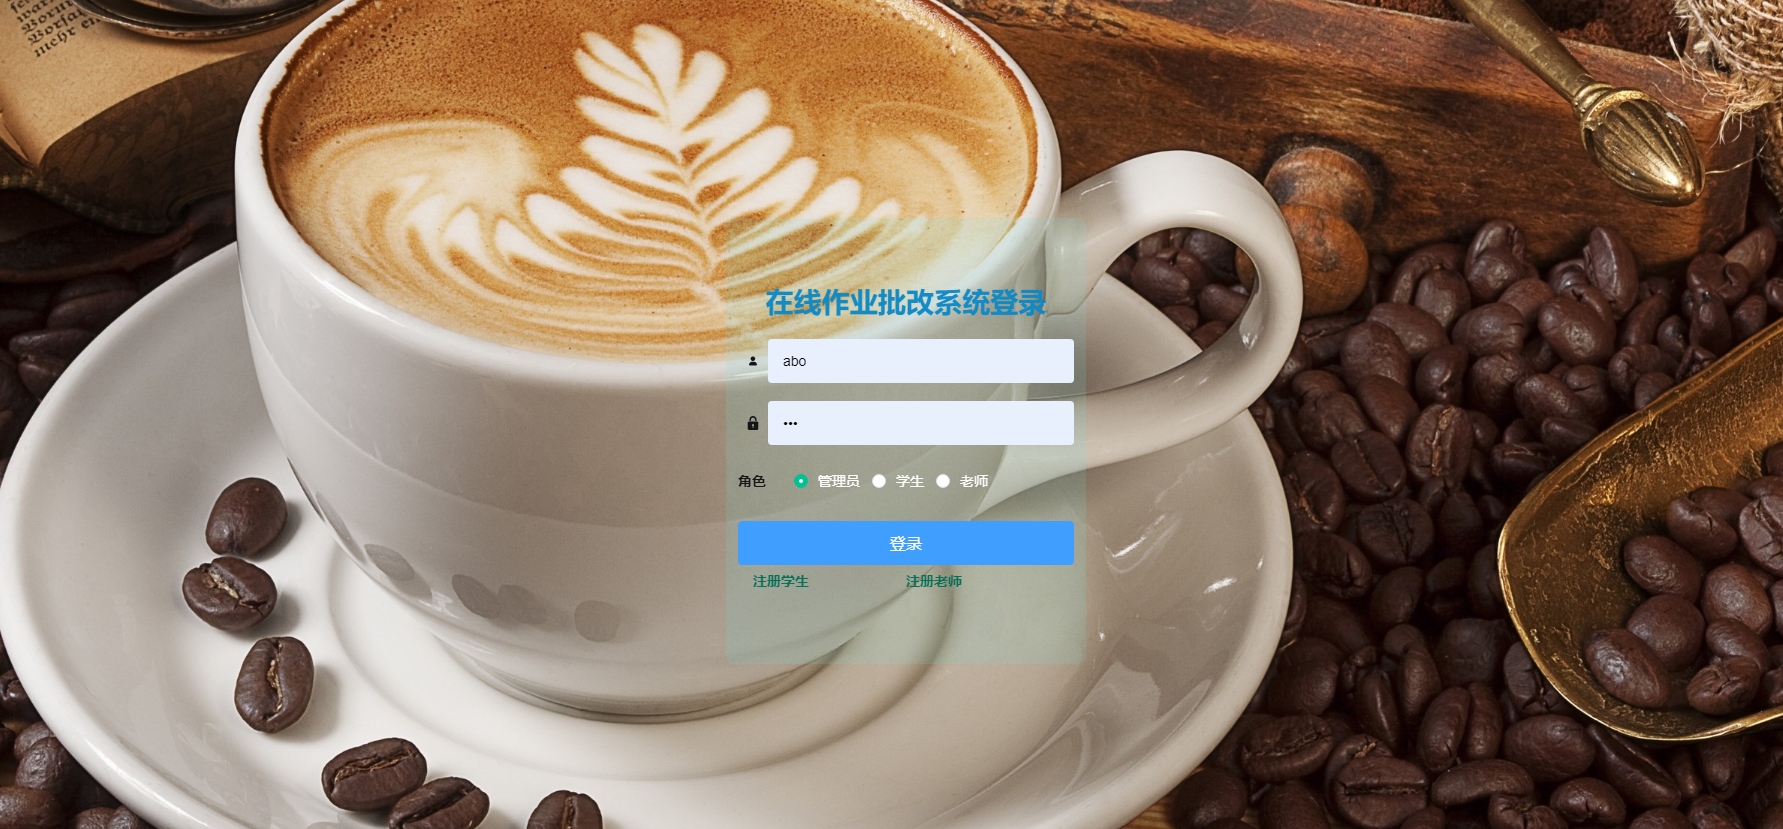 mehr e
在线作业批改系统登录
abo
•••
角色 管理员 学生 老师
登录
注册学生 注册老师